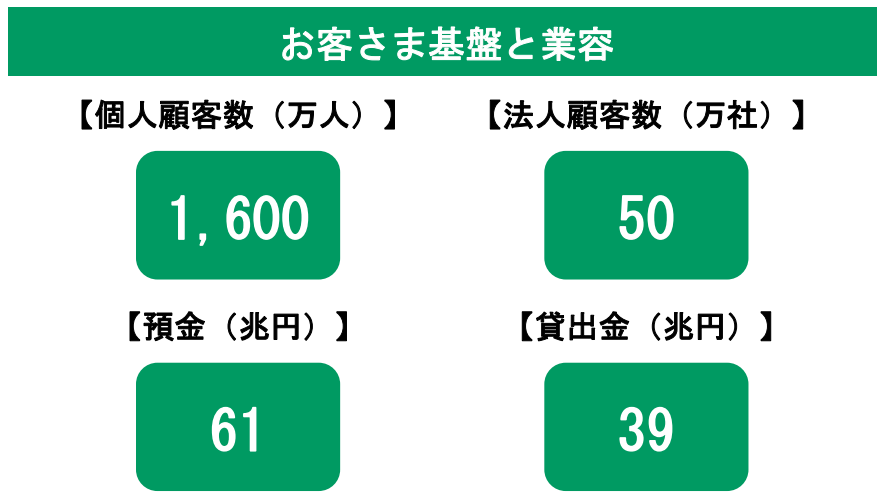 お客さま基盤と業容
【個人顧客数（万人）】
【法人顧客数（万社）】
1,600
50
【預金（兆円）】
【貸出金（兆円）】
61
39